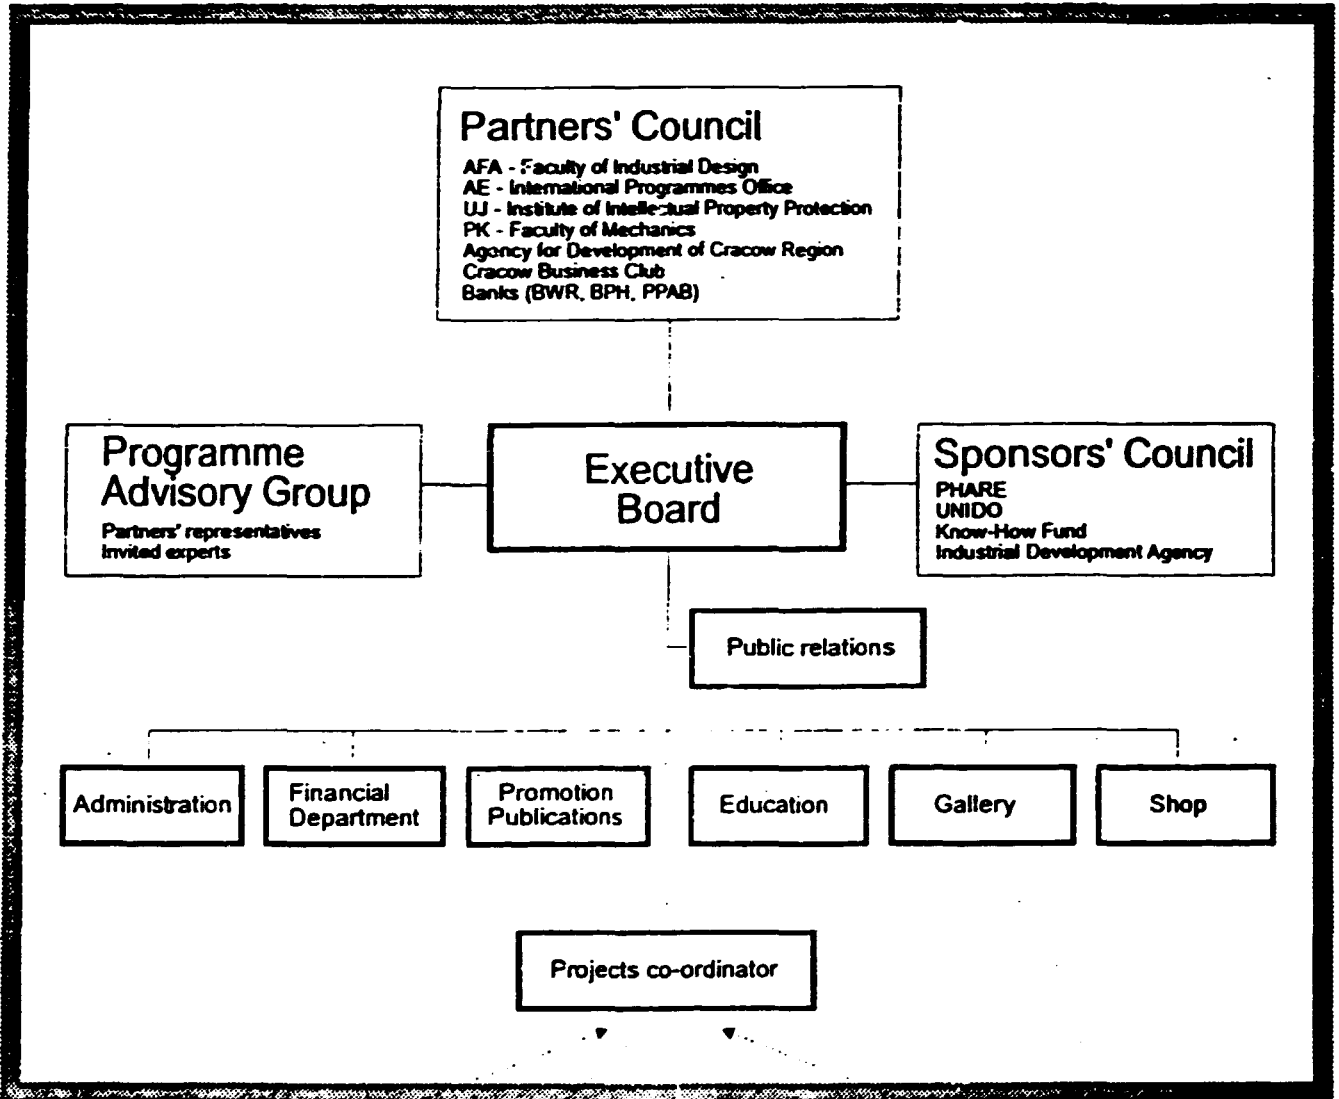 Partners' Council
AFA - Faculty of Industrial Design
AE - International Programmes Office
UJ - Institute of Intellectual Property Protection
PK - Faculty of Mechanics
Agency for Development of Cracow Region
Cracow Business Club
Banks (BWR, BPH, PPAB)
Programme
Advisory Group
Partners' representatives
Invited experts
Executive
Board
Sponsors' Council
PHARE
UNIDO
Know-How Fund
Industrial Development Agency
Public relations
Administration
Financial
Department
Promotion
Publications
Education
Gallery
Shop
Projects co-ordinator